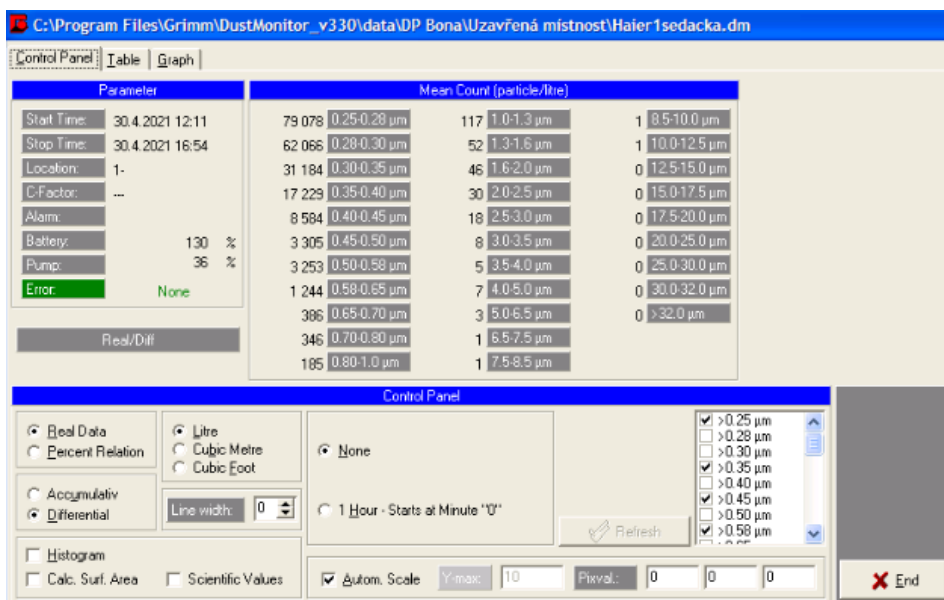 C:\Program Files\Grimm\DustMonitor_v330\data\DP Bona\Uzavřená místnost\Haier1sedacka.dm
Control Panel Table Graph
Parameter
Start Time: 30.4.2021 12:11
Stop Time: 30.4.2021 16:54
Location: 1-
C-Factor: ---
Alarm:
Battery: 130 %
Pump: 36 %
Error: None
Real/Diff
Mean Count (particle/litre)
79 078 0.25-0.28 µm 117 1.0-1.3 µm 1 8.5-10.0 µm
62 066 0.28-0.30 µm 52 1.3-1.6 µm 1 10.0-12.5 µm
31 184 0.30-0.35 µm 46 1.6-2.0 µm 0 12.5-15.0 µm
17 229 0.35-0.40 µm 30 2.0-2.5 µm 0 15.0-17.5 µm
8 584 0.40-0.45 µm 18 2.5-3.0 µm 0 17.5-20.0 µm
3 305 0.45-0.50 µm 8 3.0-3.5 µm 0 20.0-25.0 µm
3 253 0.50-0.58 µm 5 3.5-4.0 µm 0 25.0-30.0 µm
1 244 0.58-0.65 µm 7 4.0-5.0 µm 0 30.0-32.0 µm
386 0.65-0.70 µm 3 5.0-6.5 µm 0 >32.0 µm
346 0.70-0.80 µm 1 6.5-7.5 µm
185 0.80-1.0 µm 1 7.5-8.5 µm
Control Panel
Real Data
Percent Relation
Accumulativ
Differential
Histogram
Calc. Surf. Area Scientific Values
Litre
Cubic Metre
Cubic Foot
Line width: 0
None
1 Hour - Starts at Minute "0"
Refresh
>0.25 µm
>0.28 µm
>0.30 µm
>0.35 µm
>0.40 µm
>0.45 µm
>0.50 µm
>0.58 µm
Autom. Scale Y-max: 10 Pixval.: 0 0 0
End